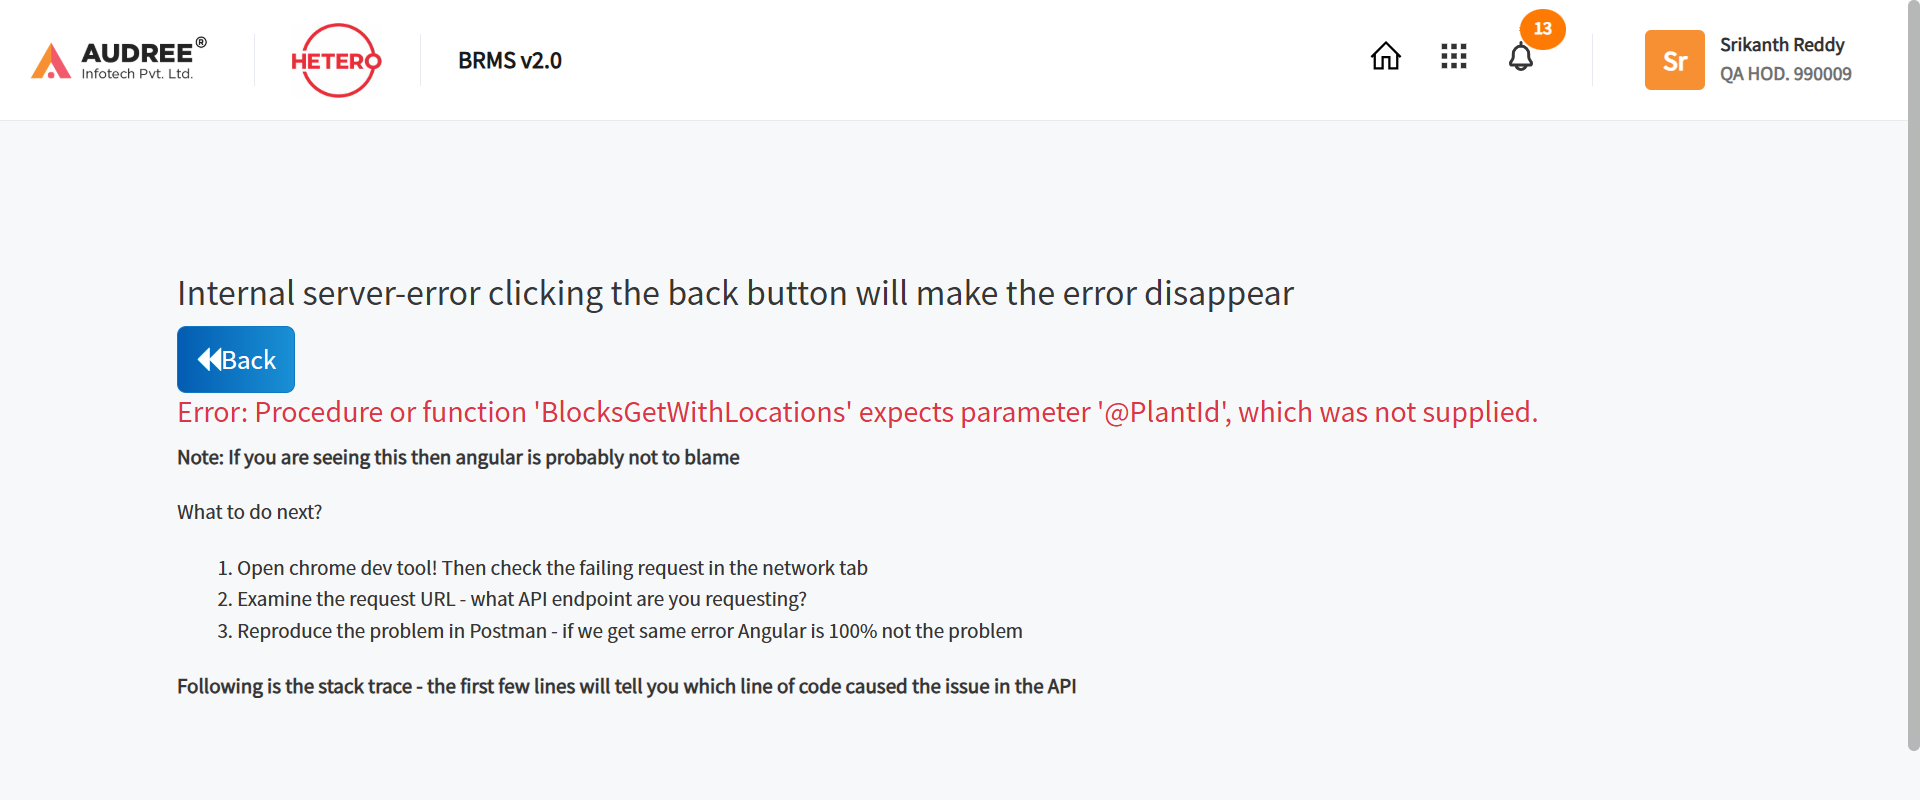 AUDREE®
Infotech Pvt. Ltd.
HETERO
BRMS v2.0
13
Sr
Srikanth Reddy
QA HOD. 990009
Internal server-error clicking the back button will make the error disappear
Back
Error: Procedure or function 'BlocksGetWithLocations' expects parameter '@PlantId', which was not supplied.
Note: If you are seeing this then angular is probably not to blame
What to do next?
1. Open chrome dev tool! Then check the failing request in the network tab
2. Examine the request URL - what API endpoint are you requesting?
3. Reproduce the problem in Postman - if we get same error Angular is 100% not the problem
Following is the stack trace - the first few lines will tell you which line of code caused the issue in the API